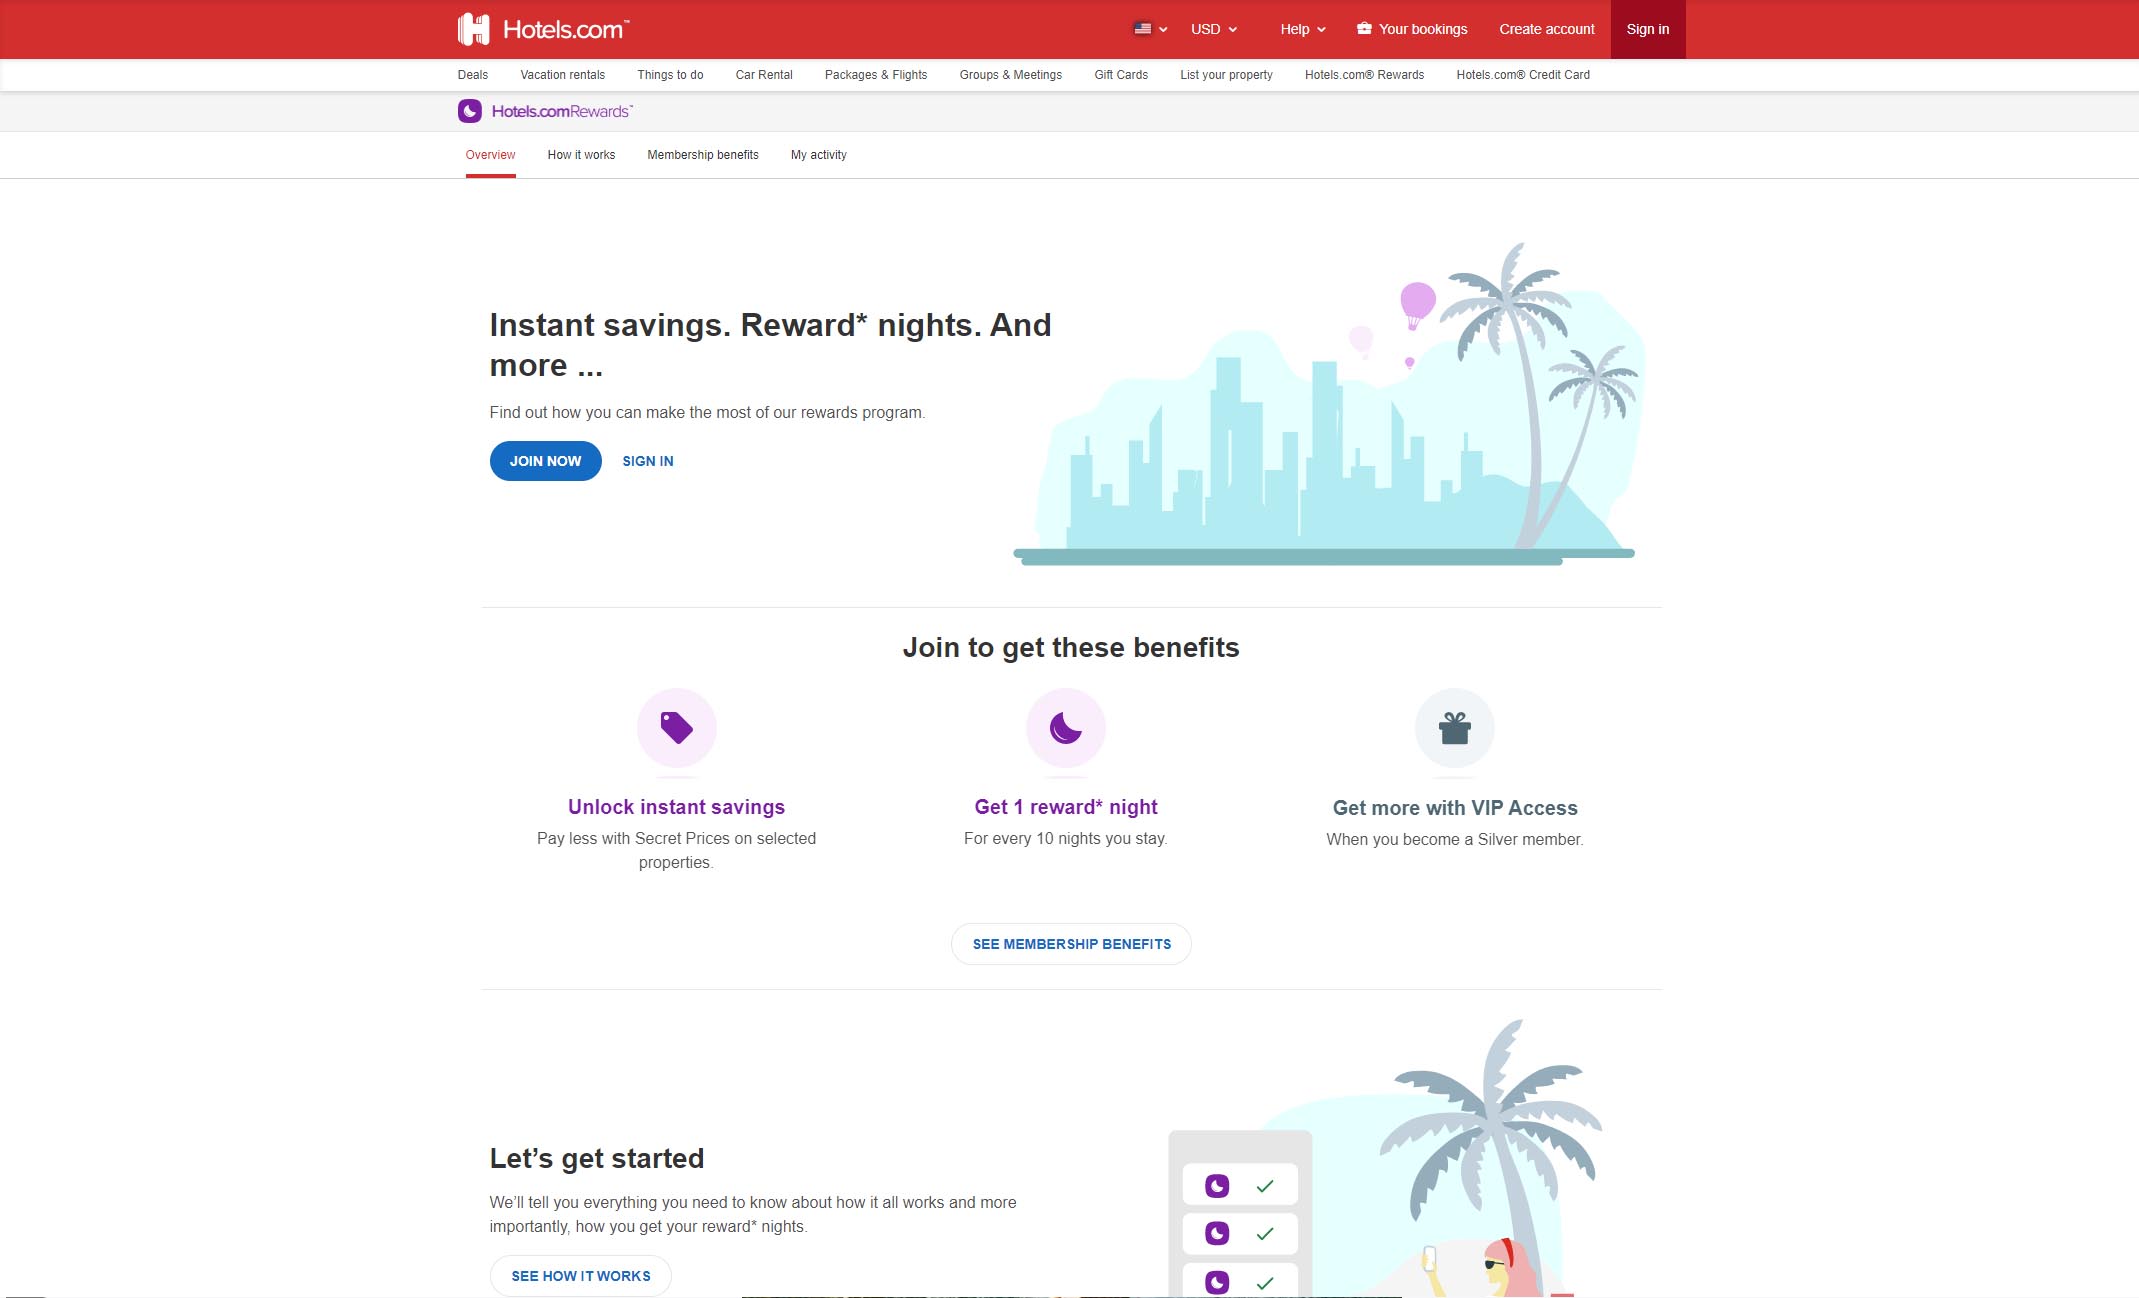 Hotels.com™
USD
Help
Your bookings
Create account
Sign in
Deals
Vacation rentals
Things to do
Car Rental
Packages & Flights
Groups & Meetings
Gift Cards
List your property
Hotels.com® Rewards
Hotels.com® Credit Card
Hotels.comRewards™
Overview
How it works
Membership benefits
My activity
Instant savings. Reward* nights. And
more ...
Find out how you can make the most of our rewards program.
JOIN NOW
SIGN IN
Join to get these benefits
Unlock instant savings
Pay less with Secret Prices on selected
properties.
Get 1 reward* night
For every 10 nights you stay.
Get more with VIP Access
When you become a Silver member.
SEE MEMBERSHIP BENEFITS
Let’s get started
We’ll tell you everything you need to know about how it all works and more
importantly, how you get your reward* nights.
SEE HOW IT WORKS